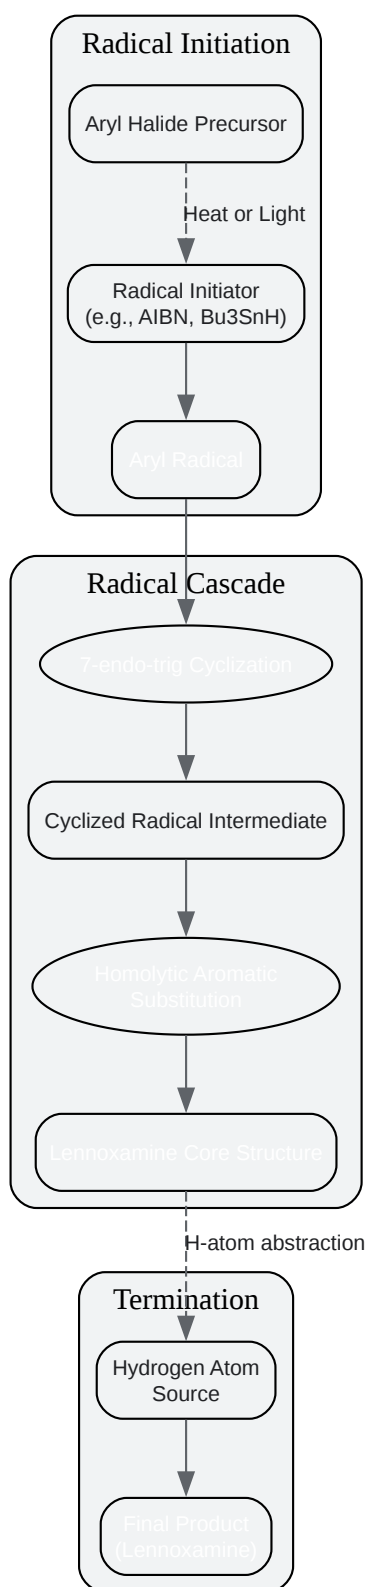 Radical Initiation
Aryl Halide Precursor
Heat or Light
Radical Initiator
(e.g., AIBN, Bu3SnH)
Aryl Radical
Radical Cascade
7-endo-trig Cyclization
Cyclized Radical Intermediate
Homolytic Aromatic
Substitution
Lennoxamine Core Structure
H-atom abstraction
Termination
Hydrogen Atom
Source
Final Product
(Lennoxamine)